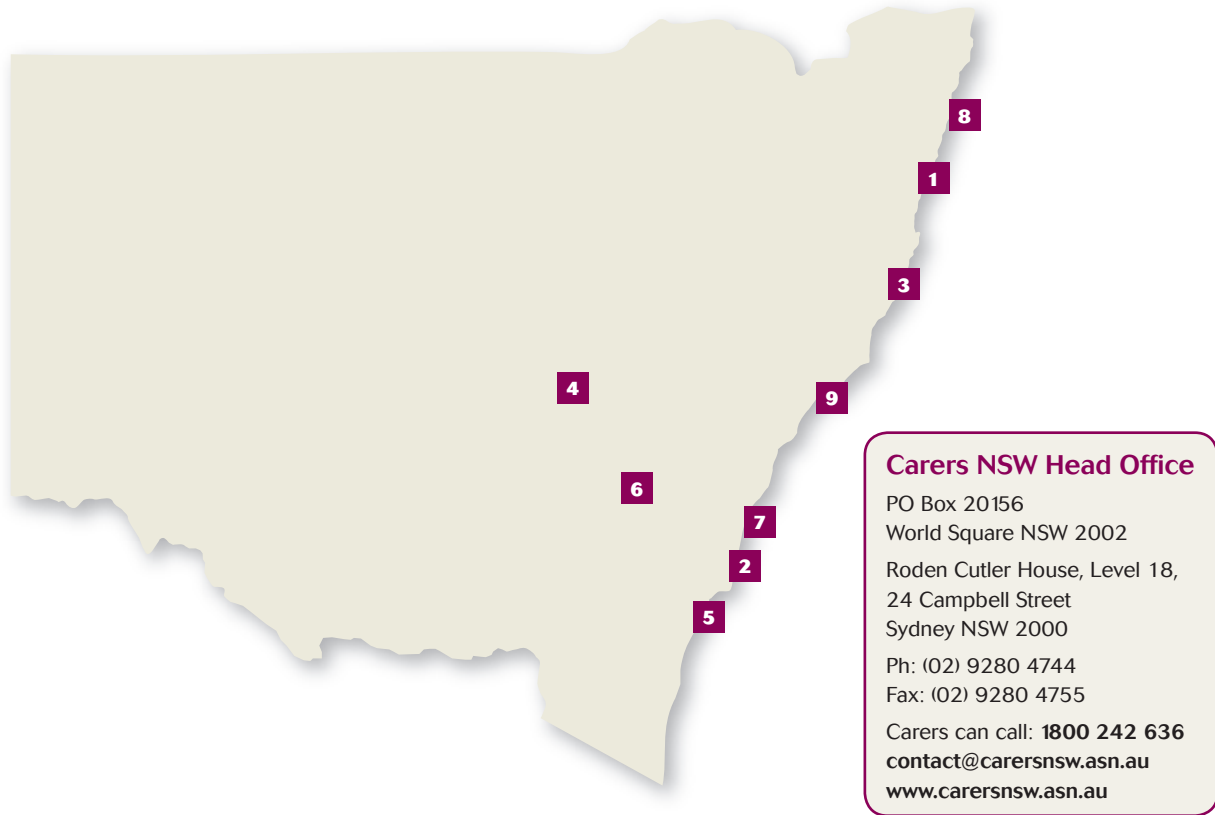 8
1
3
4
9
6
7
2
5
Carers NSW Head Office
PO Box 20156
World Square NSW 2002
Roden Cutler House, Level 18,
24 Campbell Street
Sydney NSW 2000
Ph: (02) 9280 4744
Fax: (02) 9280 4755
Carers can call: 1800 242 636
contact@carersnsw.asn.au
www.carersnsw.asn.au